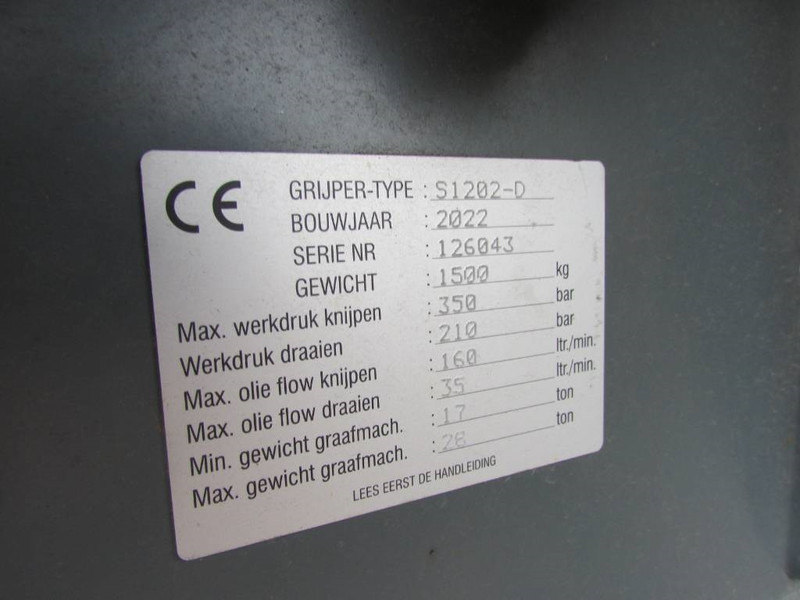 CE
GRIJPER-TYPE : S1202-D
BOUWJAAR : 2022
SERIE NR : 126043
GEWICHT : 1500 kg
Max. werkdruk knijpen : 350 bar
Werkdruk draaien : 210 bar
Max. olie flow knijpen : 160 ltr./min.
Max. olie flow draaien : 35 ltr./min.
Min. gewicht graafmach. : 17 ton
Max. gewicht graafmach. : 28 ton
LEES EERST DE HANDLEIDING